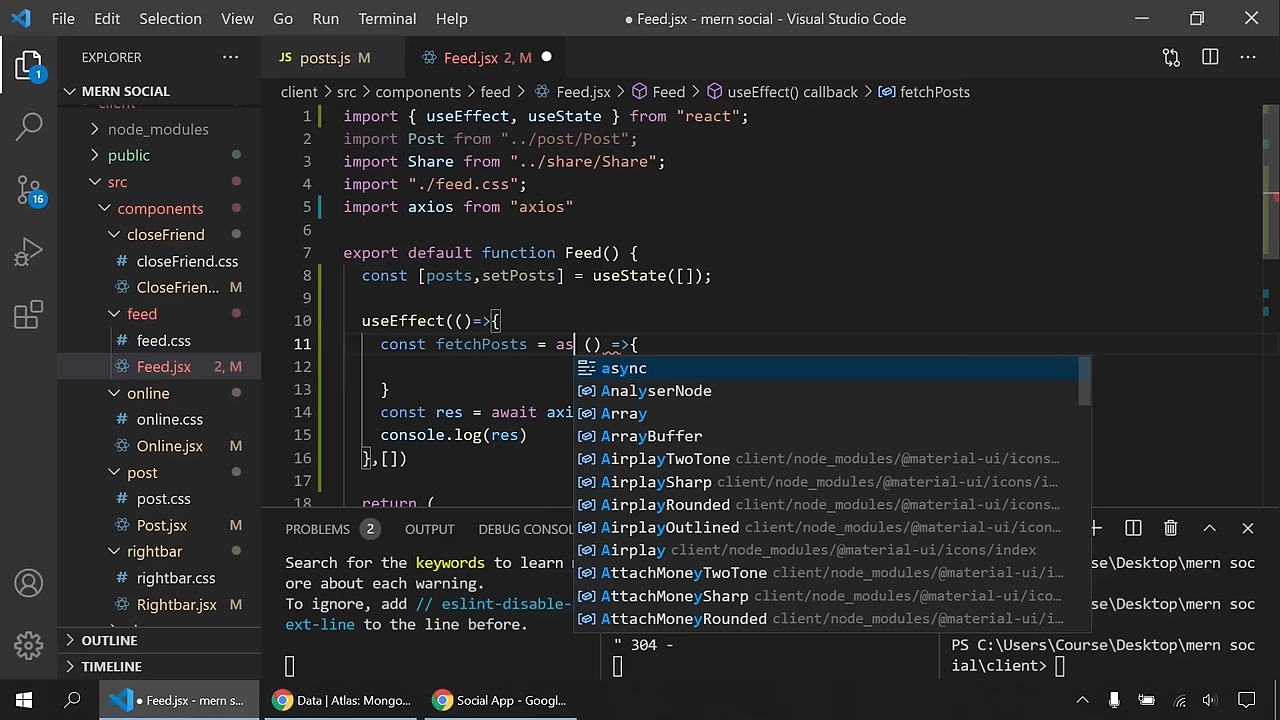 File Edit Selection View Go Run Terminal Help
● Feed.jsx - mern social - Visual Studio Code
EXPLORER
JS posts.js M
Feed.jsx 2, M
MERN SOCIAL
client > src > components > feed > Feed.jsx > Feed > useEffect() callback > fetchPosts
client
node_modules
public
src
components
closeFriend
closeFriend.css
CloseFrien... M
feed
feed.css
Feed.jsx 2, M
online
online.css
Online.jsx M
post
post.css
Post.jsx M
rightbar
rightbar.css
Rightbar.jsx M
OUTLINE
TIMELINE
1
16
1 import { useEffect, useState } from "react";
2 import Post from "../post/Post";
3 import Share from "../share/Share";
4 import "./feed.css";
5 import axios from "axios"
6
7 export default function Feed() {
8 const [posts,setPosts] = useState([]);
9
10 useEffect(()=>{
11 const fetchPosts = as () =>{
12
13 }
14 const res = await axi
15 console.log(res)
16 },[])
17
18 return (
async
AnalyserNode
Array
ArrayBuffer
AirplayTwoTone client/node_modules/@material-ui/icons…
AirplaySharp client/node_modules/@material-ui/icons/i…
AirplayRounded client/node_modules/@material-ui/icons…
AirplayOutlined client/node_modules/@material-ui/icon…
Airplay client/node_modules/@material-ui/icons/index
AttachMoneyTwoTone client/node_modules/@material-ui/i…
AttachMoneySharp client/node_modules/@material-ui/ico…
AttachMoneyRounded client/node_modules/@material-ui/i…
PROBLEMS 2 OUTPUT DEBUG CONSOL
Search for the keywords to learn
ore about each warning.
To ignore, add // eslint-disable-
ext-line to the line before.
" 304 -
se\Desktop\mern soc
se\Desktop\mern soc
PS C:\Users\Course\Desktop\mern soc
ial\client>
● Feed.jsx - mern s...
Data | Atlas: Mongo...
Social App - Googl...